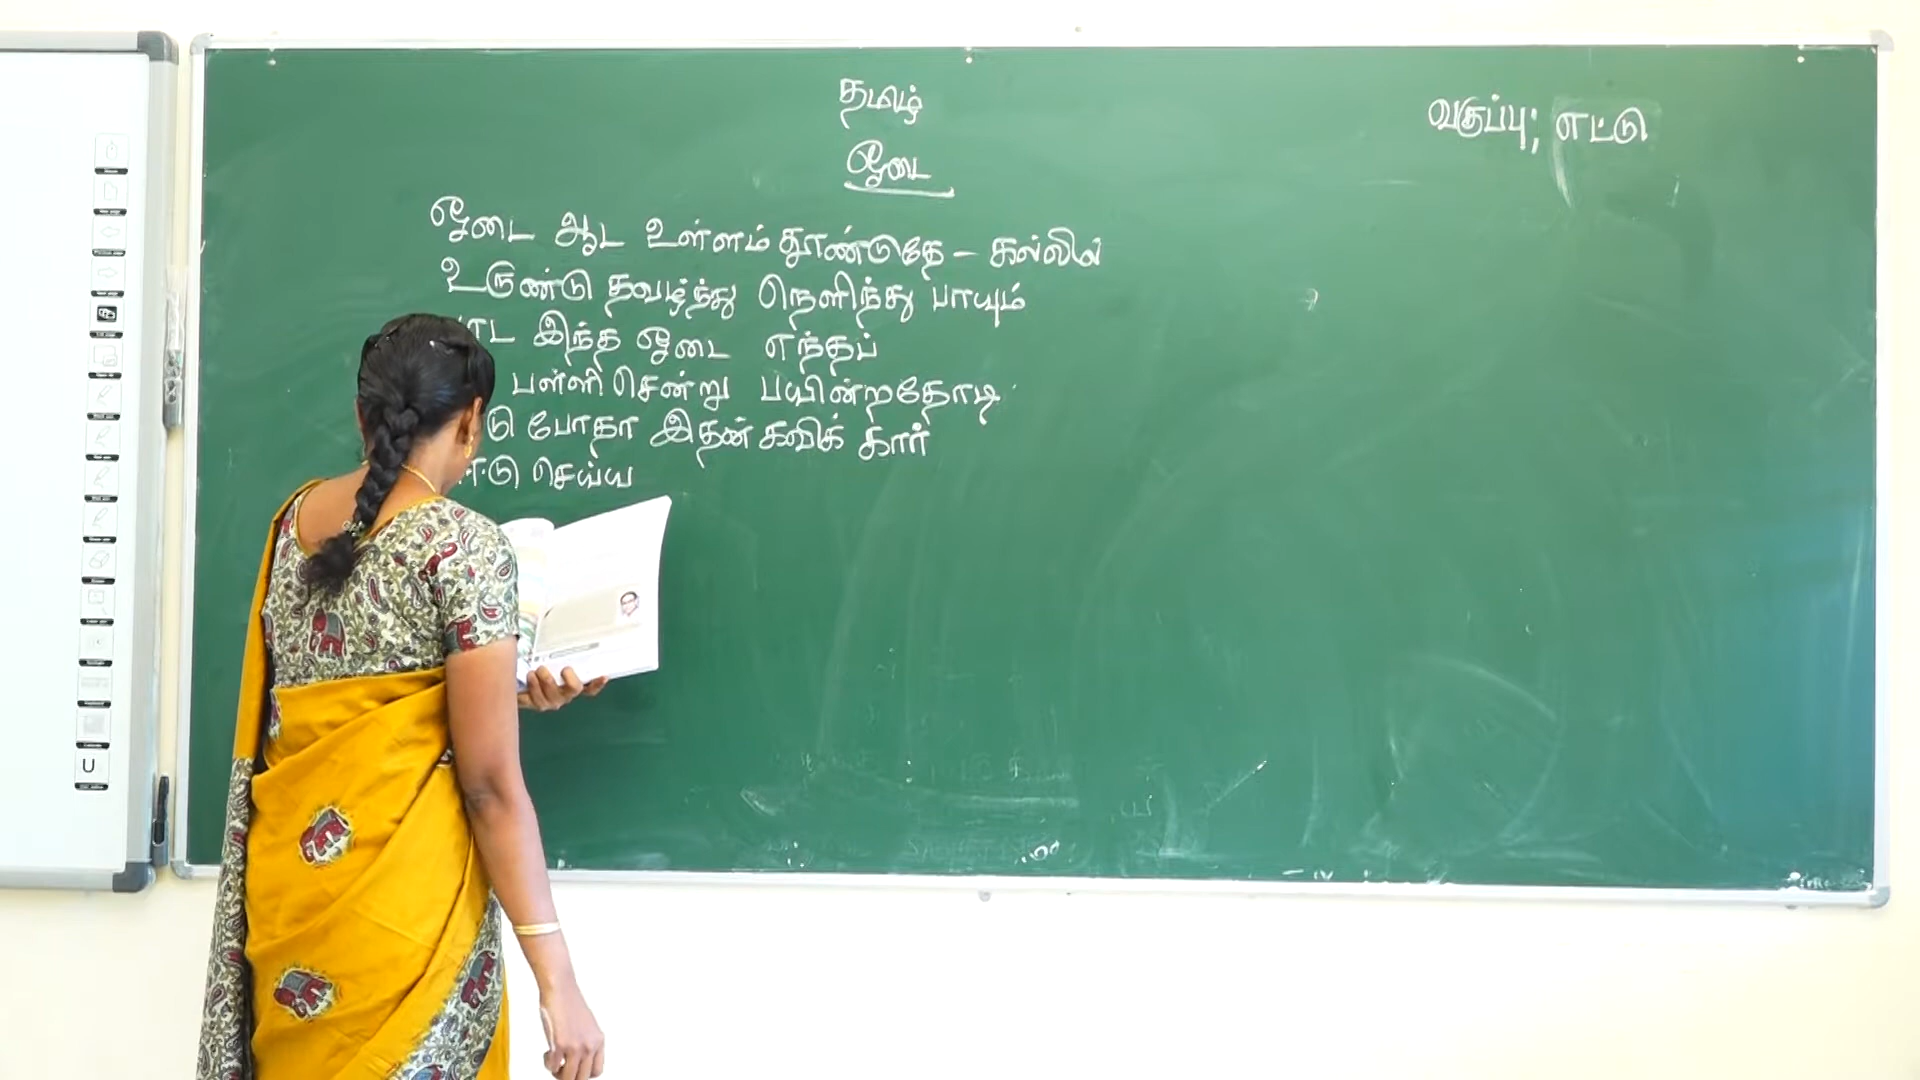 தமிழ்
வகுப்பு; எட்டு
ஓடை
ஓடை ஆட உள்ளம் தூண்டுதே - கல்லில்
உருண்டு தவழ்ந்து நெளிந்து பாயும்
இந்த ஓடை எந்தப்
பள்ளி சென்று பயின்றதோடி
போதா இதன் கவிக் கார்
செய்ய
U